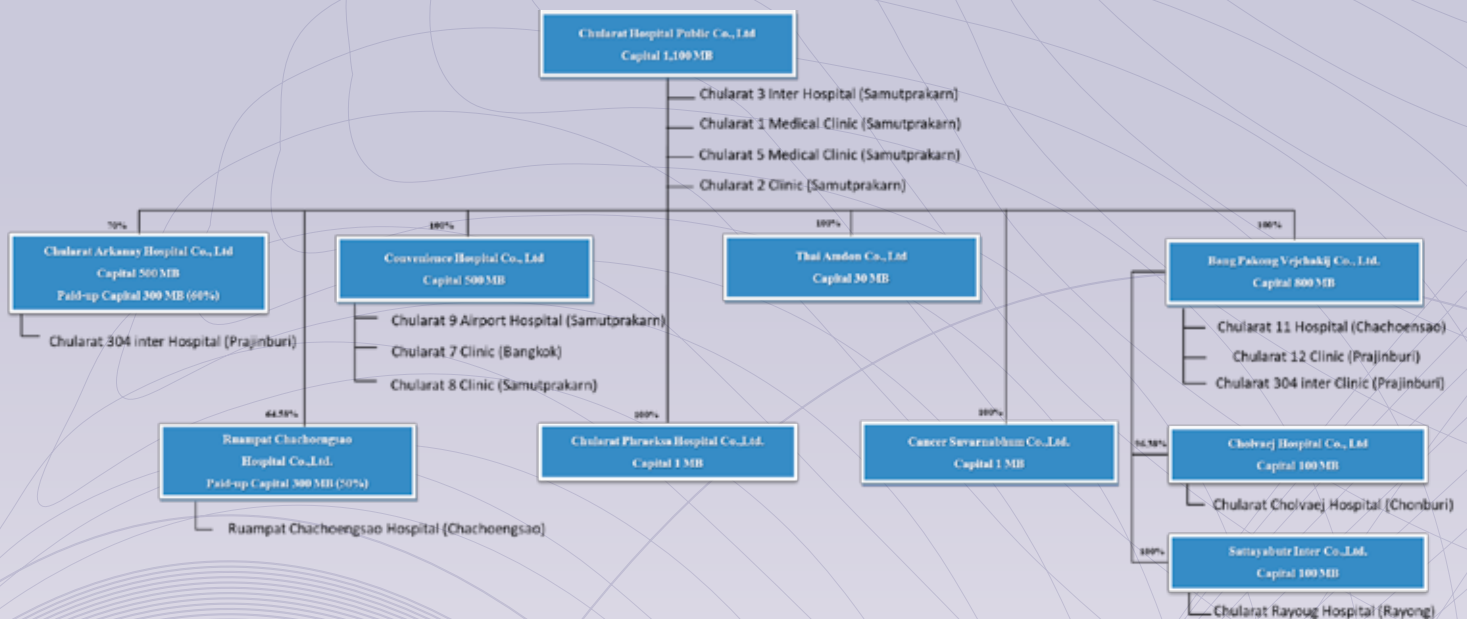 Chularat Hospital Public Co., Ltd
Capital 1,100 MB
Chularat 3 Inter Hospital (Samutprakarn)
Chularat 1 Medical Clinic (Samutprakarn)
Chularat 5 Medical Clinic (Samutprakarn)
Chularat 2 Clinic (Samutprakarn)
70%
Chularat Arkanay Hospital Co., Ltd
Capital 500 MB
Paid-up Capital 300 MB (60%)
Chularat 304 inter Hospital (Prajinburi)
100%
Convenience Hospital Co., Ltd
Capital 500 MB
Chularat 9 Airport Hospital (Samutprakarn)
Chularat 7 Clinic (Bangkok)
Chularat 8 Clinic (Samutprakarn)
100%
Thai Amdon Co., Ltd
Capital 30 MB
100%
Bang Pakong Vejchakij Co., Ltd.
Capital 800 MB
Chularat 11 Hospital (Chachoensao)
Chularat 12 Clinic (Prajinburi)
Chularat 304 inter Clinic (Prajinburi)
64.58%
Ruampat Chachoengsao
Hospital Co.,Ltd.
Paid-up Capital 300 MB (50%)
Ruampat Chachoengsao Hospital (Chachoengsao)
100%
Chularat Phraeksa Hospital Co.,Ltd.
Capital 1 MB
100%
Cancer Suvarnabhum Co.,Ltd.
Capital 1 MB
Cholvaej Hospital Co., Ltd
Capital 100 MB
Chularat Cholvaej Hospital (Chonburi)
100%
Sattayabutr Inter Co.,Ltd.
Capital 100 MB
Chularat Rayoug Hospital (Rayong)